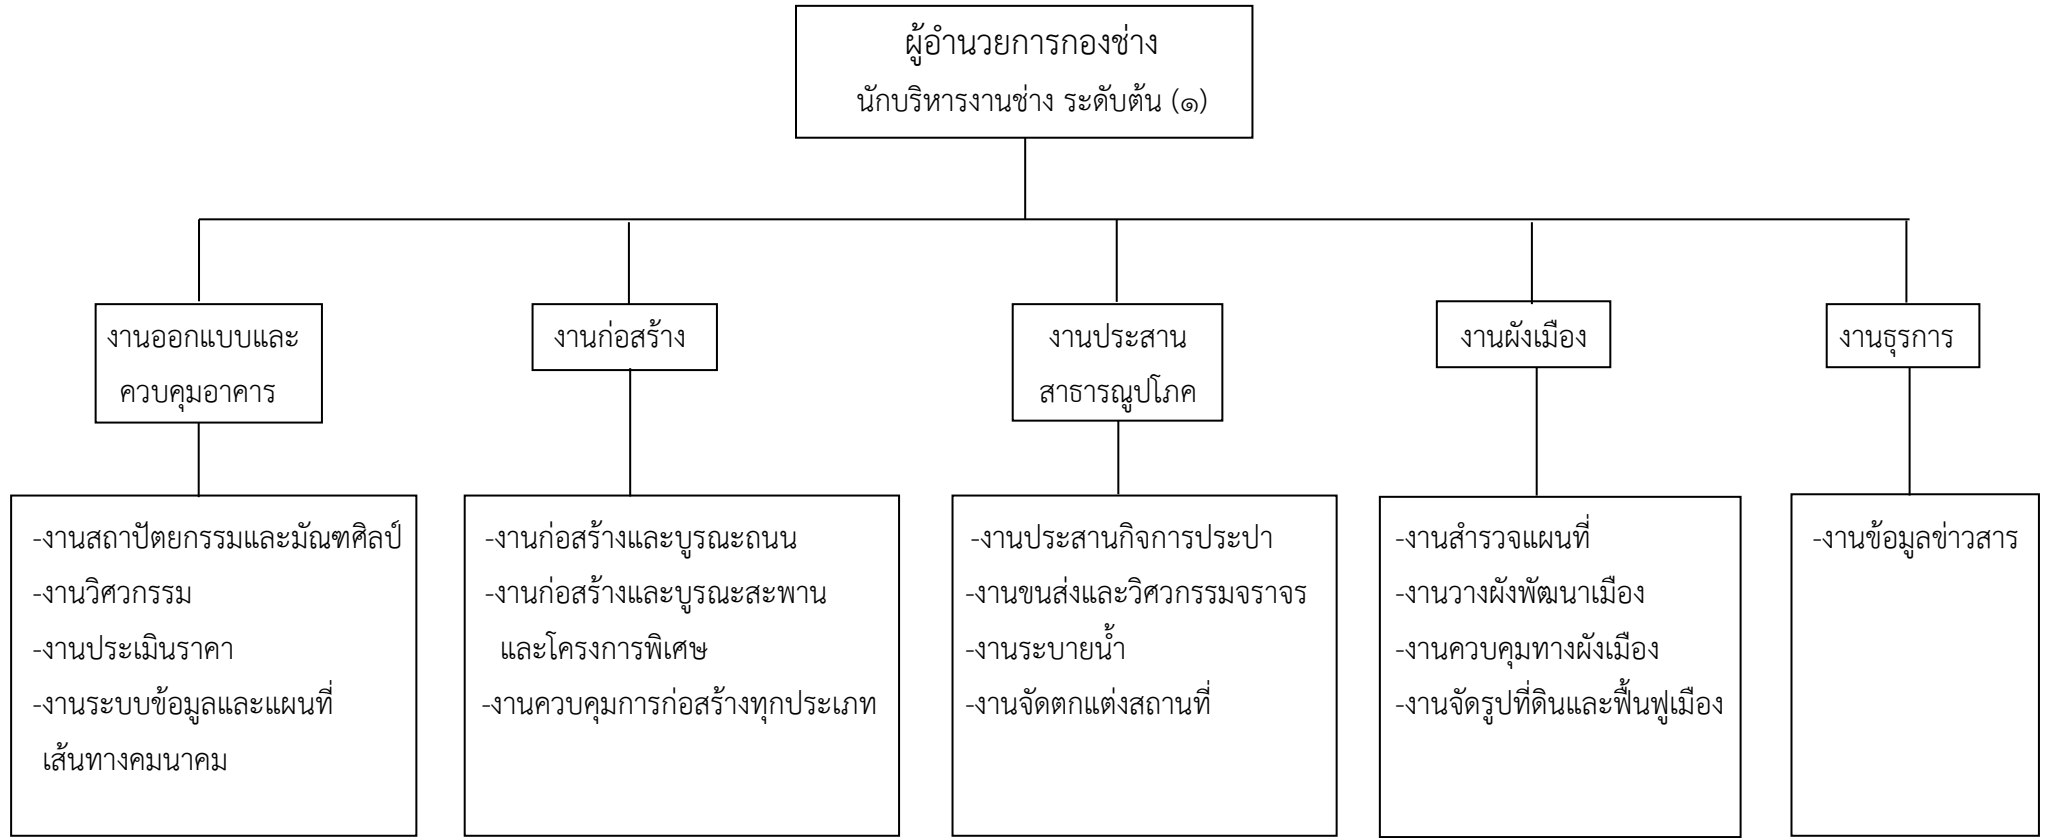 ผู้อำนวยการกองช่าง
นักบริหารงานช่าง ระดับต้น (๑)
งานออกแบบและ
ควบคุมอาคาร
งานก่อสร้าง
งานประสาน
สาธารณูปโภค
งานผังเมือง
งานธุรการ
-งานสถาปัตยกรรมและมัณฑศิลป์
-งานวิศวกรรม
-งานประเมินราคา
-งานระบบข้อมูลและแผนที่
เส้นทางคมนาคม
-งานก่อสร้างและบูรณะถนน
-งานก่อสร้างและบูรณะสะพาน
และโครงการพิเศษ
-งานควบคุมการก่อสร้างทุกประเภท
-งานประสานกิจการประปา
-งานขนส่งและวิศวกรรมจราจร
-งานระบายน้ำ
-งานจัดตกแต่งสถานที่
-งานสำรวจแผนที่
-งานวางผังพัฒนาเมือง
-งานควบคุมทางผังเมือง
-งานจัดรูปที่ดินและฟื้นฟูเมือง
-งานข้อมูลข่าวสาร